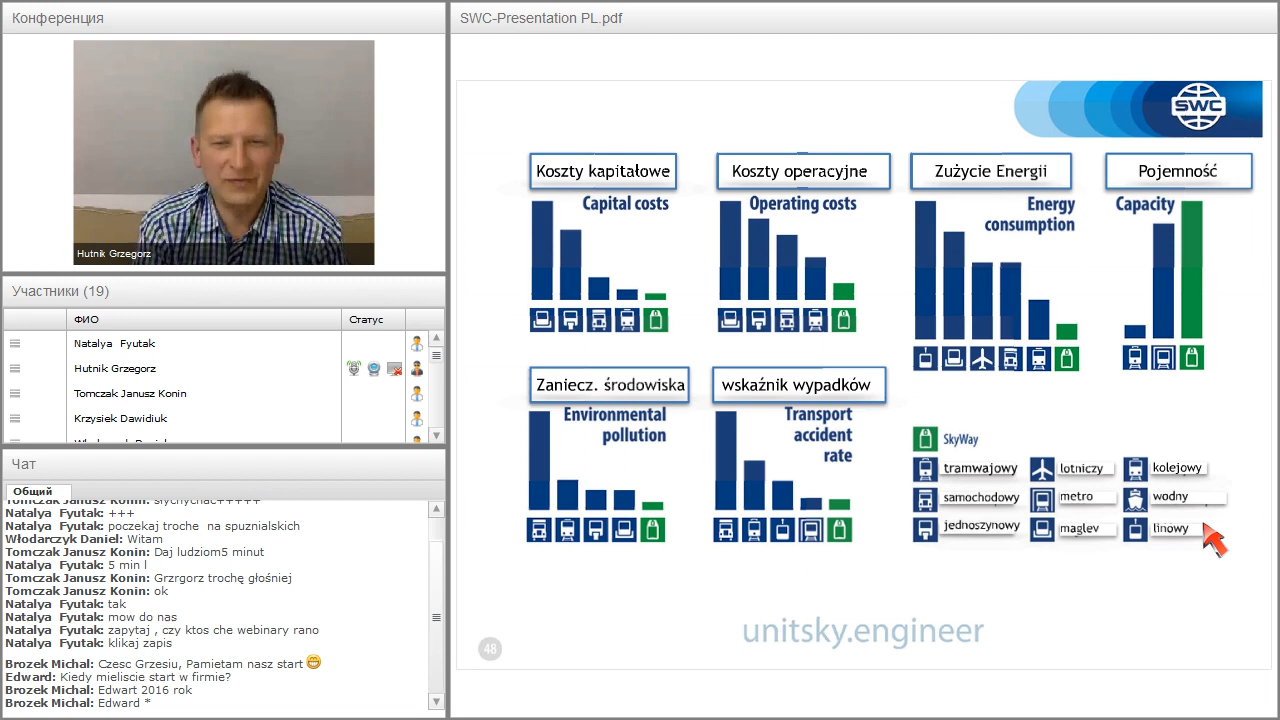 Конференция
Hutnik Grzegorz
Участники (19)
ФИО
Статус
Natalya Fyutak
Hutnik Grzegorz
Tomczak Janusz Konin
Krzysiek Dawidiuk
Чат
Общий
Tomczak Janusz Konin: slychychac+++++
Natalya Fyutak: +++
Natalya Fyutak: poczekaj troche na spuznialskich
Wlodarczyk Daniel: Witam
Tomczak Janusz Konin: Daj ludziom5 minut
Natalya Fyutak: 5 min l
Tomczak Janusz Konin: Grzrgorz trochę głośniej
Tomczak Janusz Konin: ok
Natalya Fyutak: tak
Natalya Fyutak: mow do nas
Natalya Fyutak: zapytaj , czy ktos che webinary rano
Natalya Fyutak: klikaj zapis
Brozek Michal: Czesc Grzesiu, Pamietam nasz start
Edward: Kiedy mieliscie start w firmie?
Brozek Michal: Edwart 2016 rok
Brozek Michal: Edward *
SWC-Presentation PL.pdf
SWC
Koszty kapitałowe
Capital costs
Koszty operacyjne
Operating costs
Zużycie Energii
Energy
consumption
Pojemność
Capacity
Zaniecz. środowiska
Environmental
pollution
wskaźnik wypadków
Transport
accident
rate
SkyWay
tramwajowy
lotniczy
kolejowy
samochodowy
metro
wodny
jednoszynowy
maglev
linowy
unitsky.engineer
48